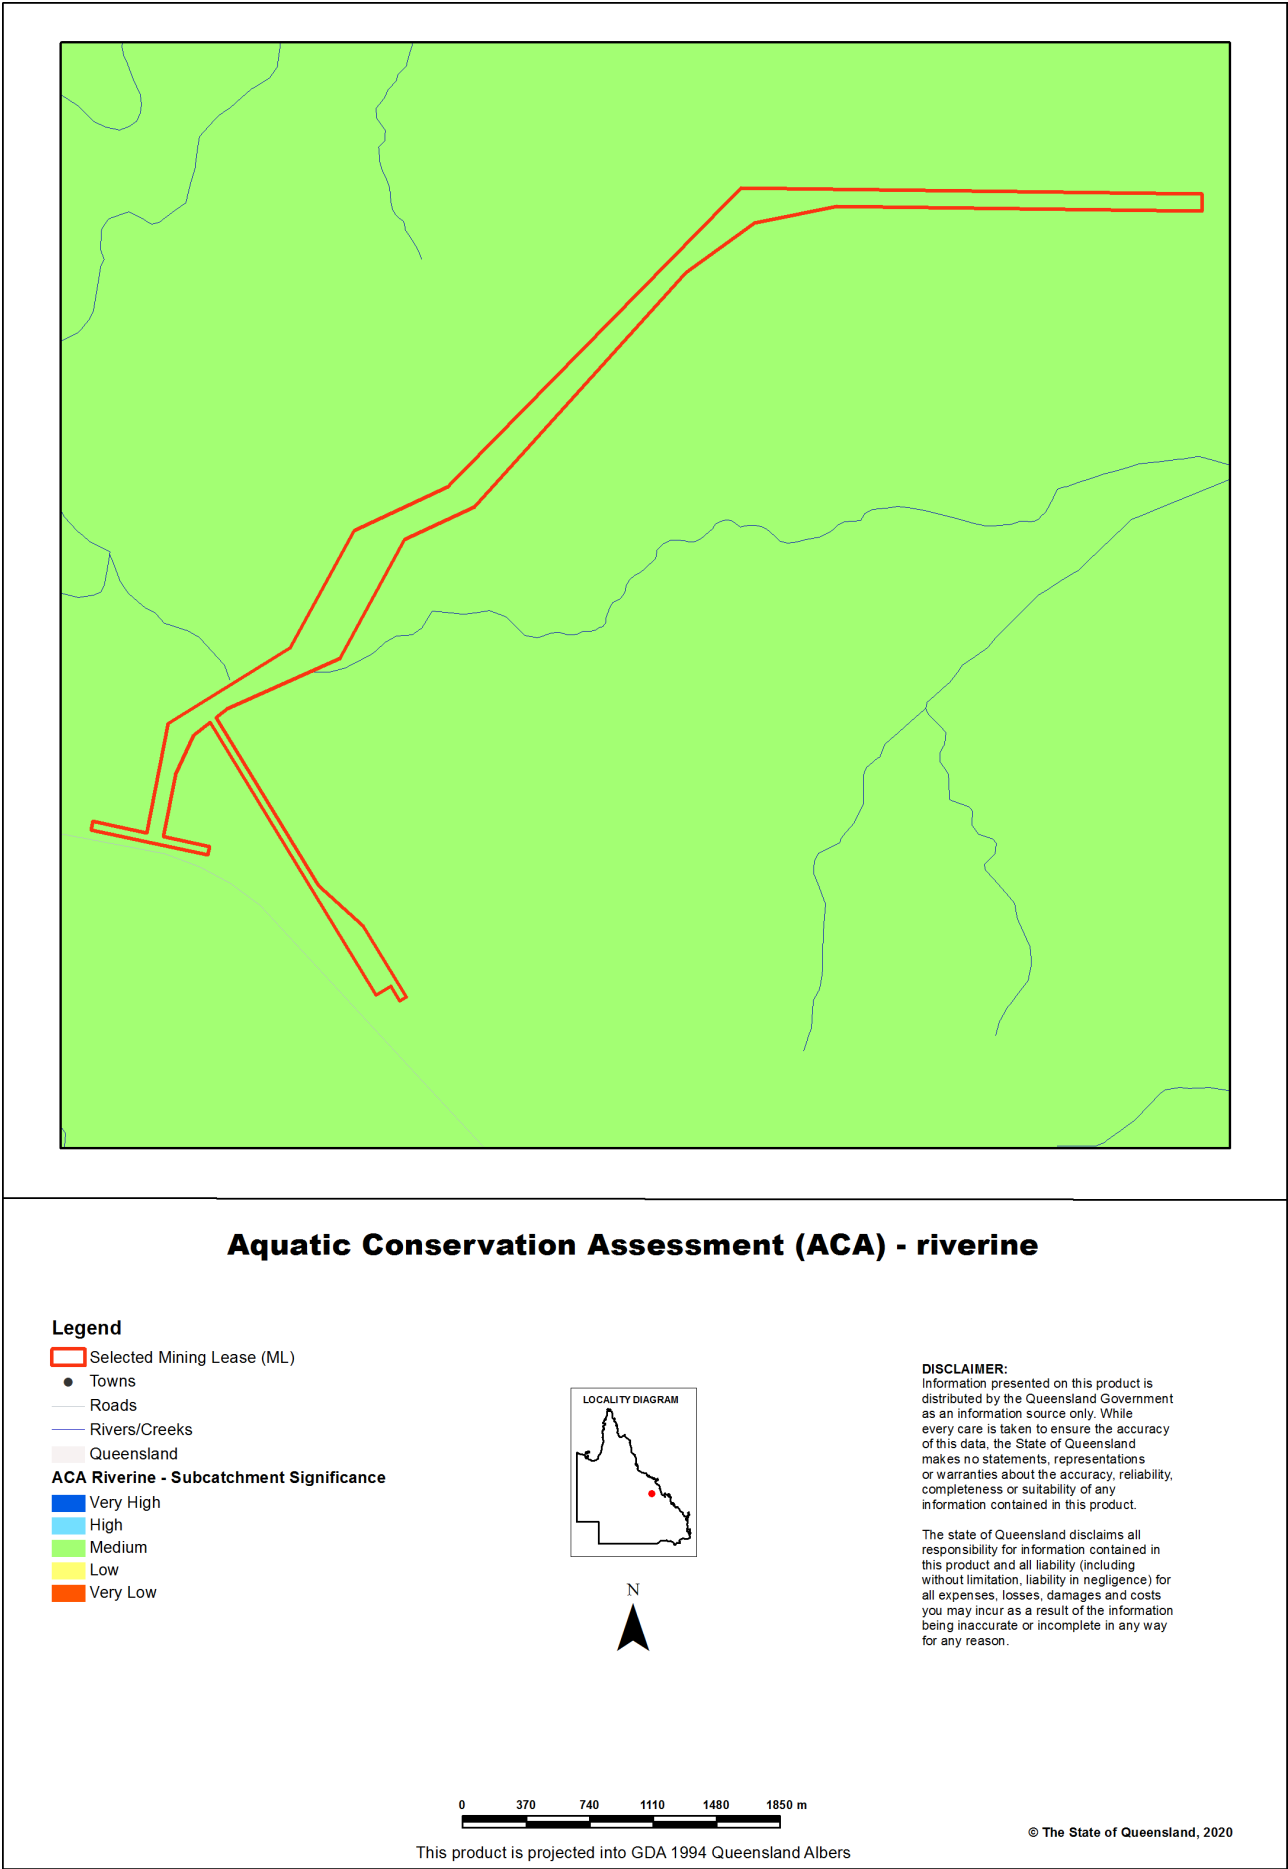 Aquatic Conservation Assessment (ACA) - riverine
Legend
Selected Mining Lease (ML)
Towns
Roads
Rivers/Creeks
Queensland
ACA Riverine - Subcatchment Significance
Very High
High
Medium
Low
Very Low
LOCALITY DIAGRAM
N
DISCLAIMER:
Information presented on this product is
distributed by the Queensland Government
as an information source only. While
every care is taken to ensure the accuracy
of this data, the State of Queensland
makes no statements, representations
or warranties about the accuracy, reliability,
completeness or suitability of any
information contained in this product.
The state of Queensland disclaims all
responsibility for information contained in
this product and all liability (including
without limitation, liability in negligence) for
all expenses, losses, damages and costs
you may incur as a result of the information
being inaccurate or incomplete in any way
for any reason.
0 370 740 1110 1480 1850 m
This product is projected into GDA 1994 Queensland Albers
© The State of Queensland, 2020